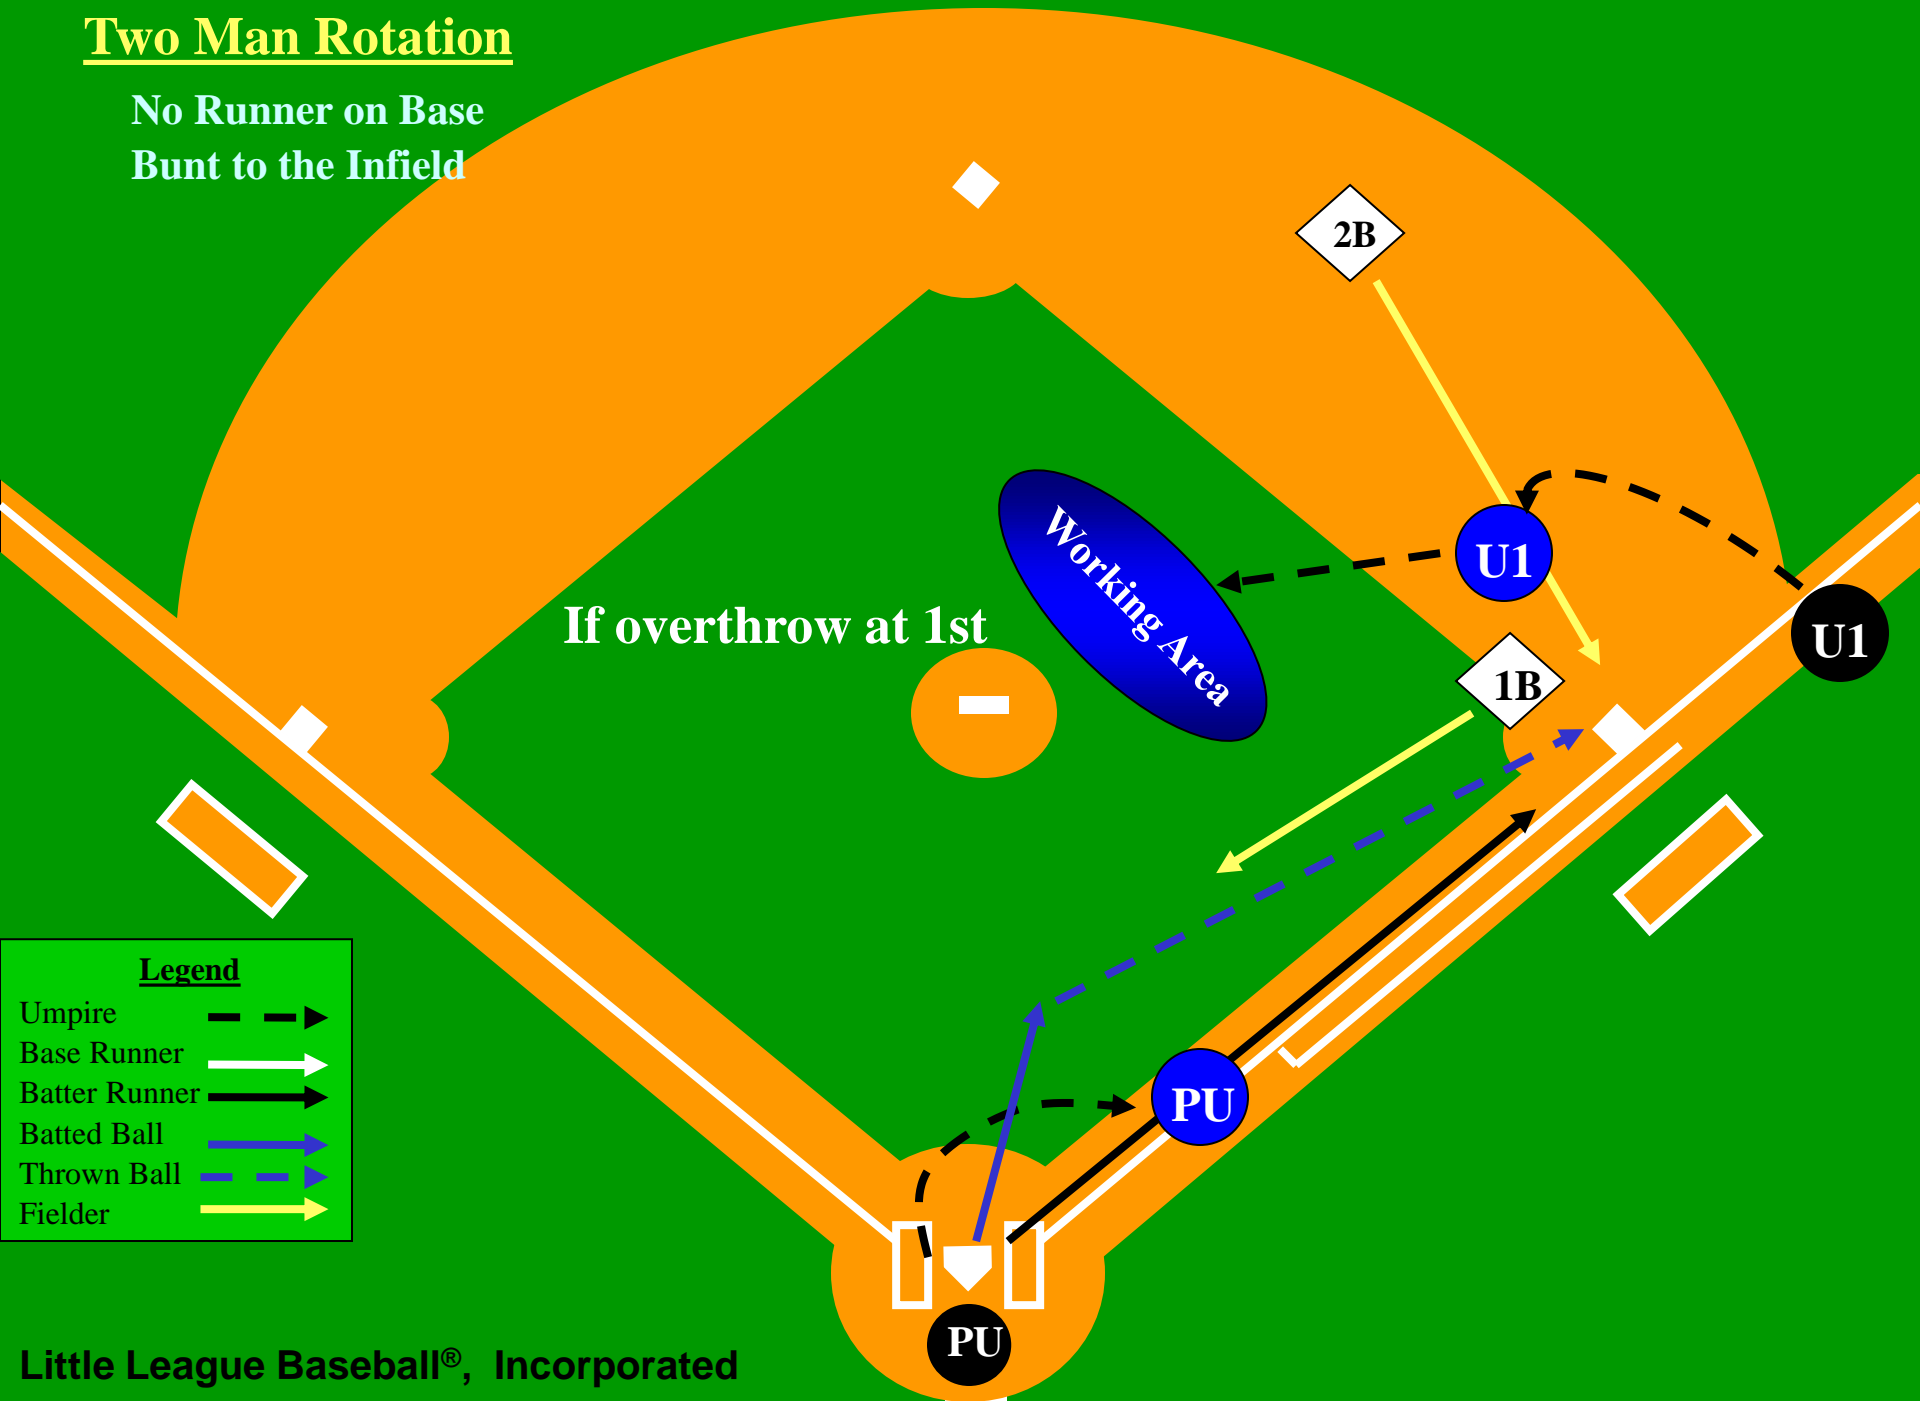 Two Man Rotation
No Runner on Base
Bunt to the Infield
2B
U1
U1
Working Area
If overthrow at 1st
1B
Legend
Umpire
Base Runner
Batter Runner
Batted Ball
Thrown Ball
Fielder
PU
PU
Little League Baseball®, Incorporated